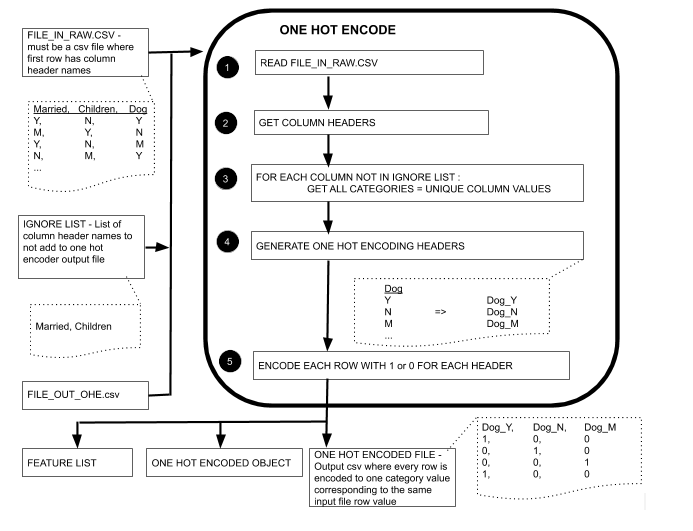 ONE HOT ENCODE
FILE_IN_RAW.CSV -
must be a csv file where
first row has column
header names
Married, Children, Dog
Y, N, Y
M, Y, N
Y, N, M
N, M, Y
...
IGNORE LIST - List of
column header names to
not add to one hot
encoder output file
Married, Children
FILE_OUT_OHE.csv
1 READ FILE_IN_RAW.CSV
2 GET COLUMN HEADERS
3 FOR EACH COLUMN NOT IN IGNORE LIST :
GET ALL CATEGORIES = UNIQUE COLUMN VALUES
4 GENERATE ONE HOT ENCODING HEADERS
Dog
Y Dog_Y
N => Dog_N
M Dog_M
...
5 ENCODE EACH ROW WITH 1 or 0 FOR EACH HEADER
FEATURE LIST
ONE HOT ENCODED OBJECT
ONE HOT ENCODED FILE -
Output csv where every row is
encoded to one category value
corresponding to the same
input file row value
Dog_Y, Dog_N, Dog_M
1, 0, 0
0, 1, 0
0, 0, 1
1, 0, 0